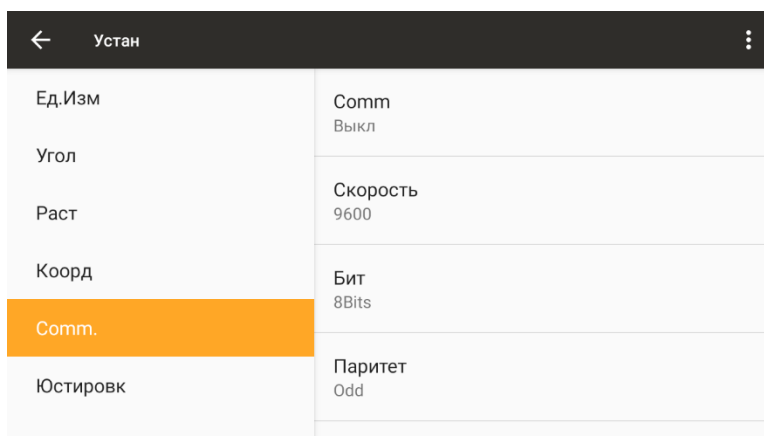 Устан
Ед.Изм
Угол
Раст
Коорд
Comm.
Юстировк
Comm
Выкл
Скорость
9600
Бит
8Bits
Паритет
Odd